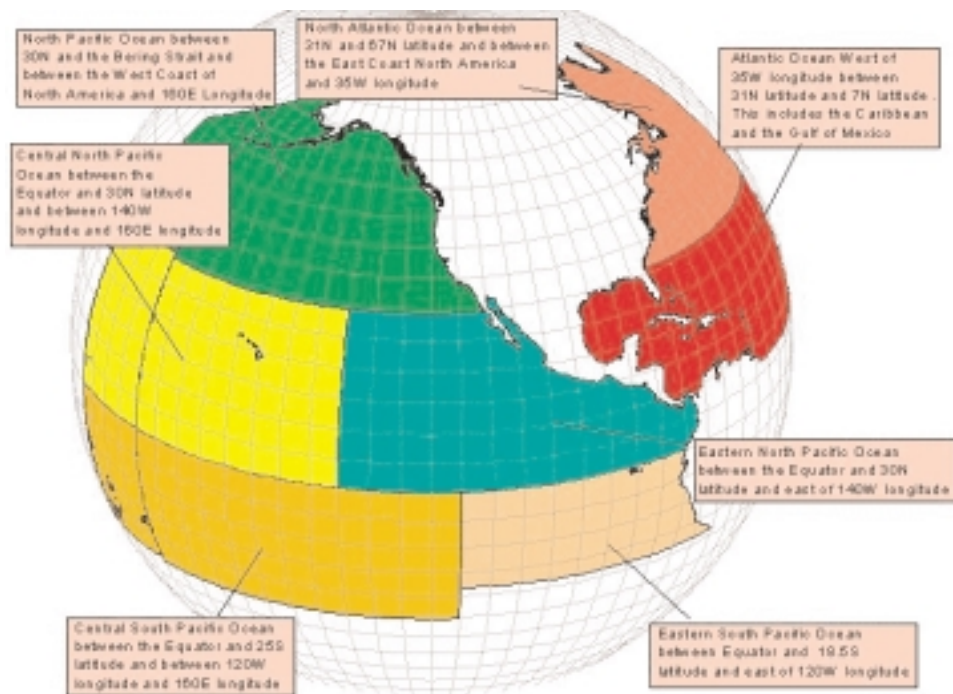 North Pacific Ocean between
30N and the Bering Strait and
between the West Coast of
North America and 160E Longitude
North Atlantic Ocean between
31N and 67N latitude and between
the East Coast North America
and 35W longitude
Atlantic Ocean West of
35W longitude between
31N latitude and 7N latitude .
This includes the Caribbean
and the Gulf of Mexico
Central North Pacific
Ocean between the
Equator and 30N latitude
and between 140W
longitude and 160E longitude
Eastern North Pacific Ocean
between the Equator and 30N
latitude and east of 140W longitude
Central South Pacific Ocean
between the Equator and 25S
latitude and between 120W
longitude and 160E longitude
Eastern South Pacific Ocean
between Equator and 18.5S
latitude and east of 120W longitude